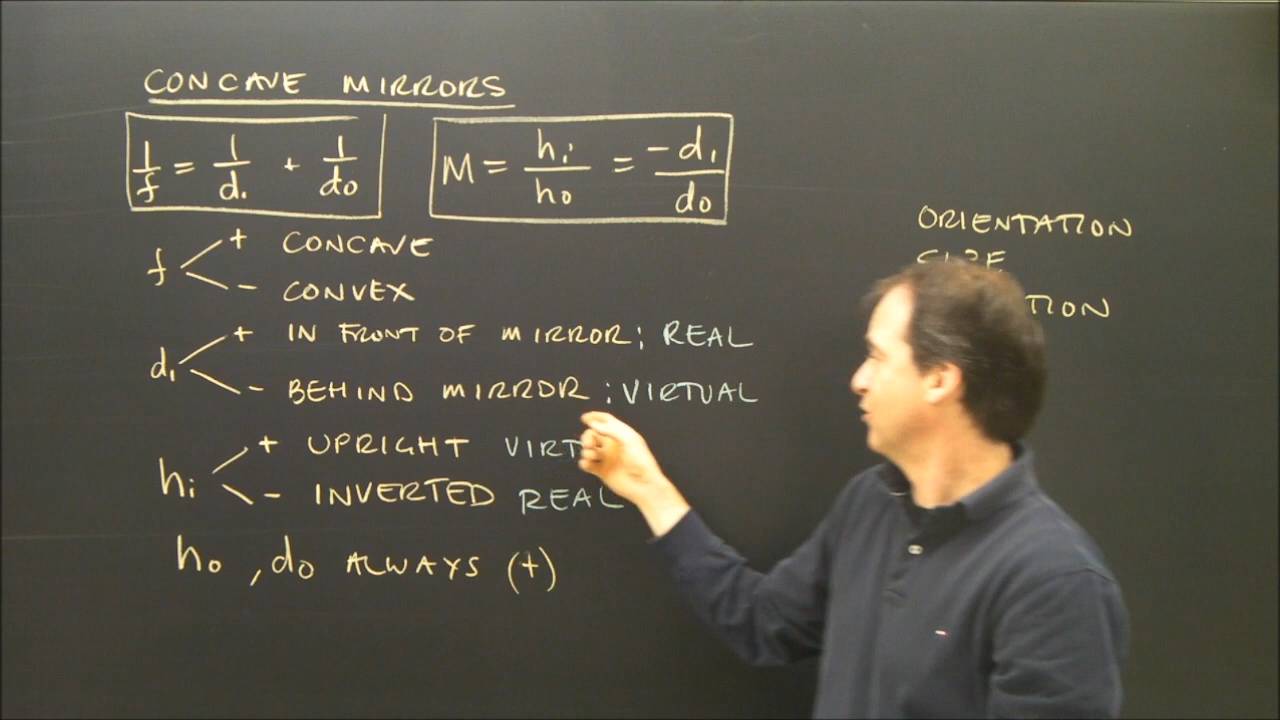 CONCAVE MIRRORS
1/f = 1/di + 1/do
M = hi/ho = -di/do
f + CONCAVE
- CONVEX
di + IN FRONT OF MIRROR; REAL
- BEHIND MIRROR : VIRTUAL
hi + UPRIGHT
- INVERTED REAL
ho, do ALWAYS (+)
ORIENTATION